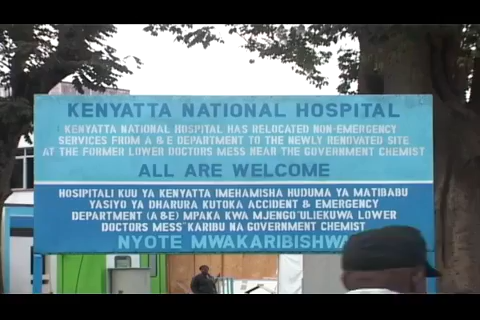 KENYATTA NATIONAL HOSPITAL
KENYATTA NATIONAL HOSPITAL HAS RELOCATED NON-EMERGENCY
SERVICES FROM A & E DEPARTMENT TO THE NEWLY RENOVATED SITE
AT THE FORMER LOWER DOCTORS MESS NEAR THE GOVERNMENT CHEMIST
ALL ARE WELCOME
HOSIPITALI KUU YA KENYATTA IMEHAMISHA HUDUMA YA MATIBABU
YASIYO YA DHARURA KUTOKA ACCIDENT & EMERGENCY
DEPARTMENT (A & E) MPAKA KWA MJENGO ULIEKUWA LOWER
DOCTORS MESS KARIBU NA GOVERNMENT CHEMIST
NYOTE MWAKARIBISHWA